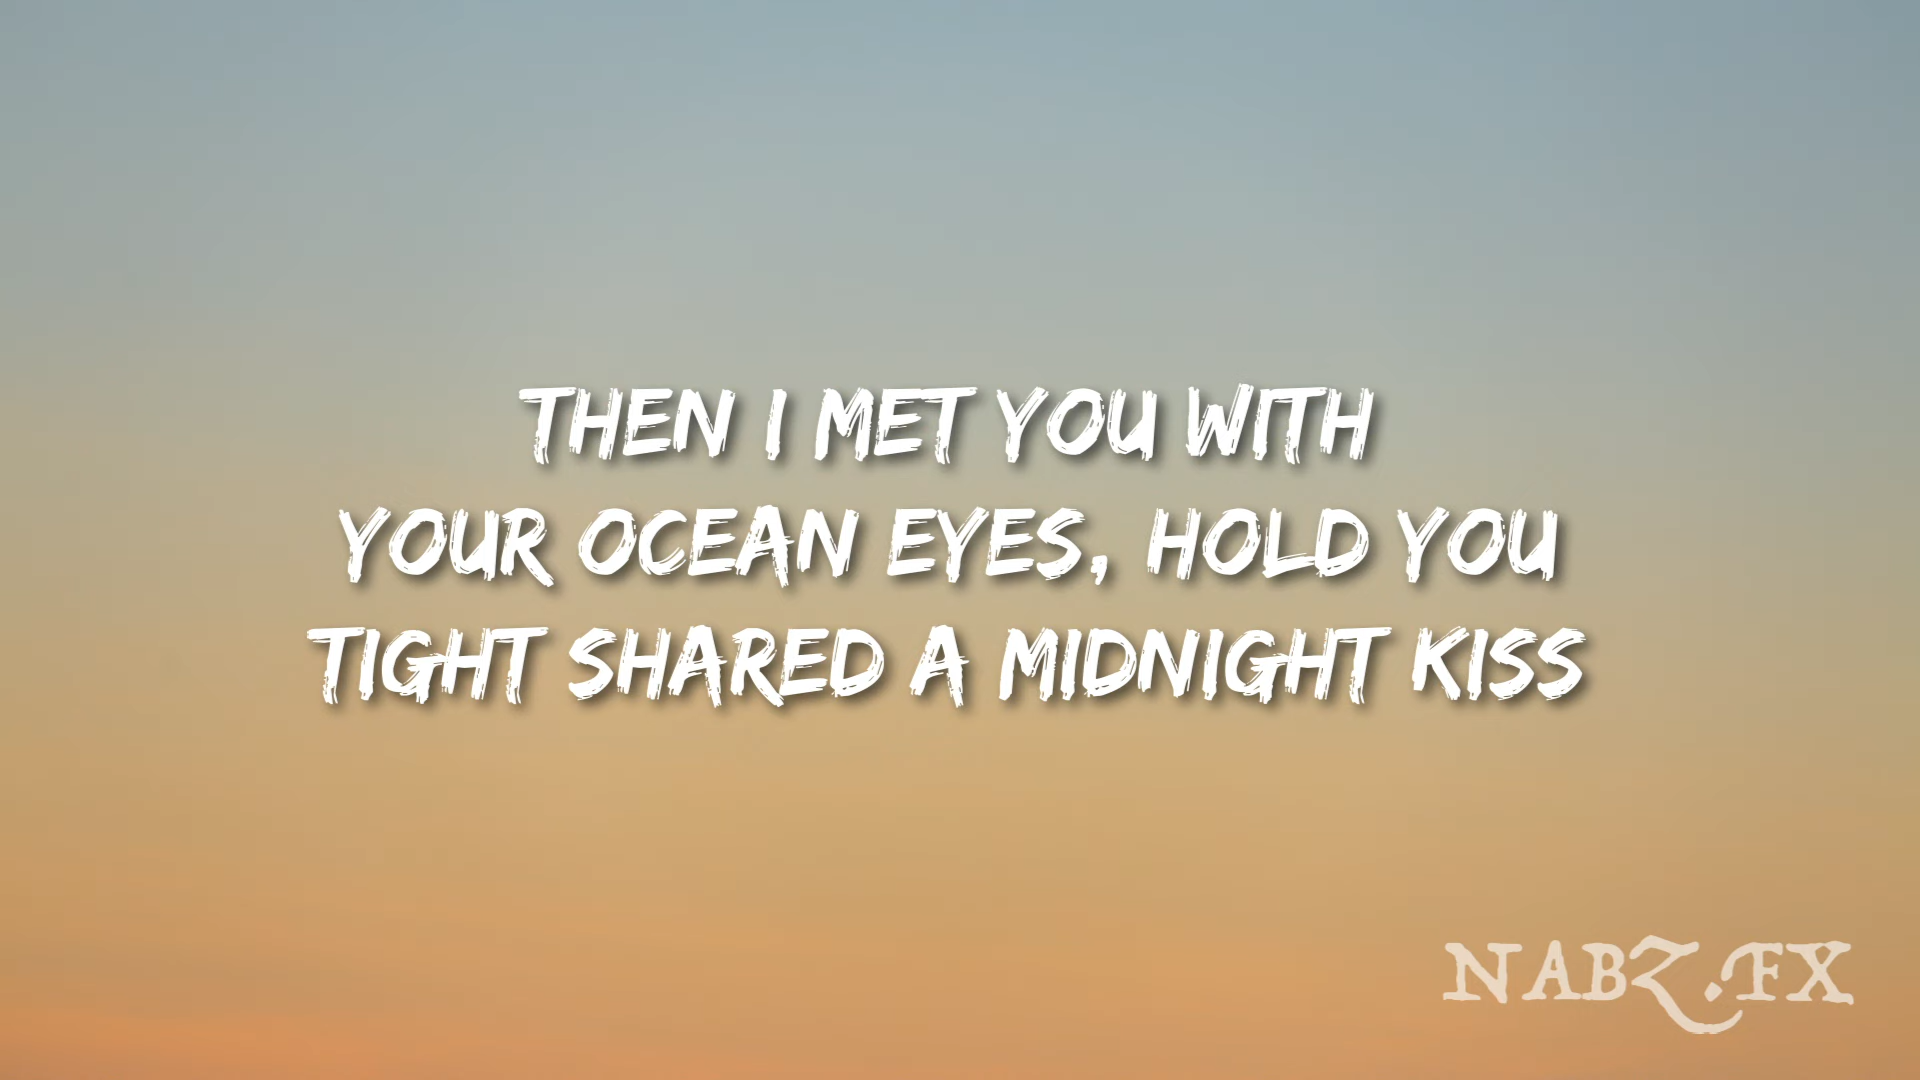 THEN I MET YOU WITH
YOUR OCEAN EYES, HOLD YOU
TIGHT SHARED A MIDNIGHT KISS
NABZ.FX